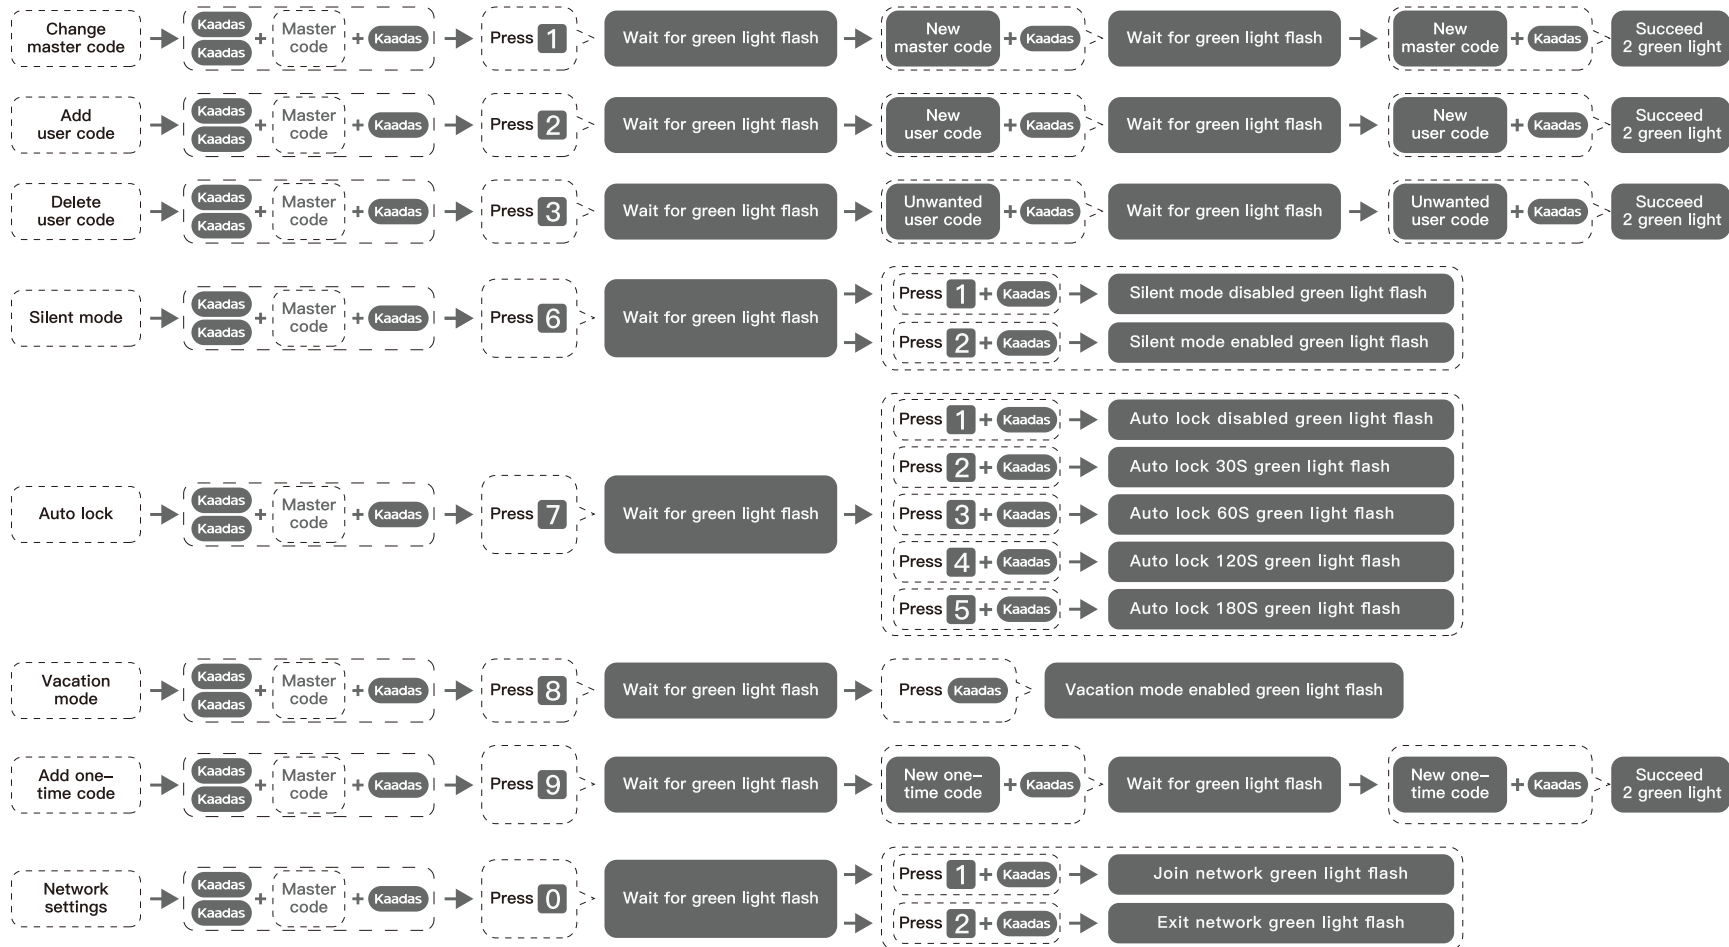 Change
master code
Kaadas
Kaadas
+
Master
code
+ Kaadas
Press 1
Wait for green light flash
New
master code
+ Kaadas
Wait for green light flash
New
master code
+ Kaadas
Succeed
2 green light
Add
user code
Kaadas
Kaadas
+
Master
code
+ Kaadas
Press 2
Wait for green light flash
New
user code
+ Kaadas
Wait for green light flash
New
user code
+ Kaadas
Succeed
2 green light
Delete
user code
Kaadas
Kaadas
+
Master
code
+ Kaadas
Press 3
Wait for green light flash
Unwanted
user code
+ Kaadas
Wait for green light flash
Unwanted
user code
+ Kaadas
Succeed
2 green light
Silent mode
Kaadas
Kaadas
+
Master
code
+ Kaadas
Press 6
Wait for green light flash
Press 1 + Kaadas
Silent mode disabled green light flash
Press 2 + Kaadas
Silent mode enabled green light flash
Auto lock
Kaadas
Kaadas
+
Master
code
+ Kaadas
Press 7
Wait for green light flash
Press 1 + Kaadas
Auto lock disabled green light flash
Press 2 + Kaadas
Auto lock 30S green light flash
Press 3 + Kaadas
Auto lock 60S green light flash
Press 4 + Kaadas
Auto lock 120S green light flash
Press 5 + Kaadas
Auto lock 180S green light flash
Vacation
mode
Kaadas
Kaadas
+
Master
code
+ Kaadas
Press 8
Wait for green light flash
Press Kaadas
Vacation mode enabled green light flash
Add one–
time code
Kaadas
Kaadas
+
Master
code
+ Kaadas
Press 9
Wait for green light flash
New one–
time code
+ Kaadas
Wait for green light flash
New one–
time code
+ Kaadas
Succeed
2 green light
Network
settings
Kaadas
Kaadas
+
Master
code
+ Kaadas
Press 0
Wait for green light flash
Press 1 + Kaadas
Join network green light flash
Press 2 + Kaadas
Exit network green light flash